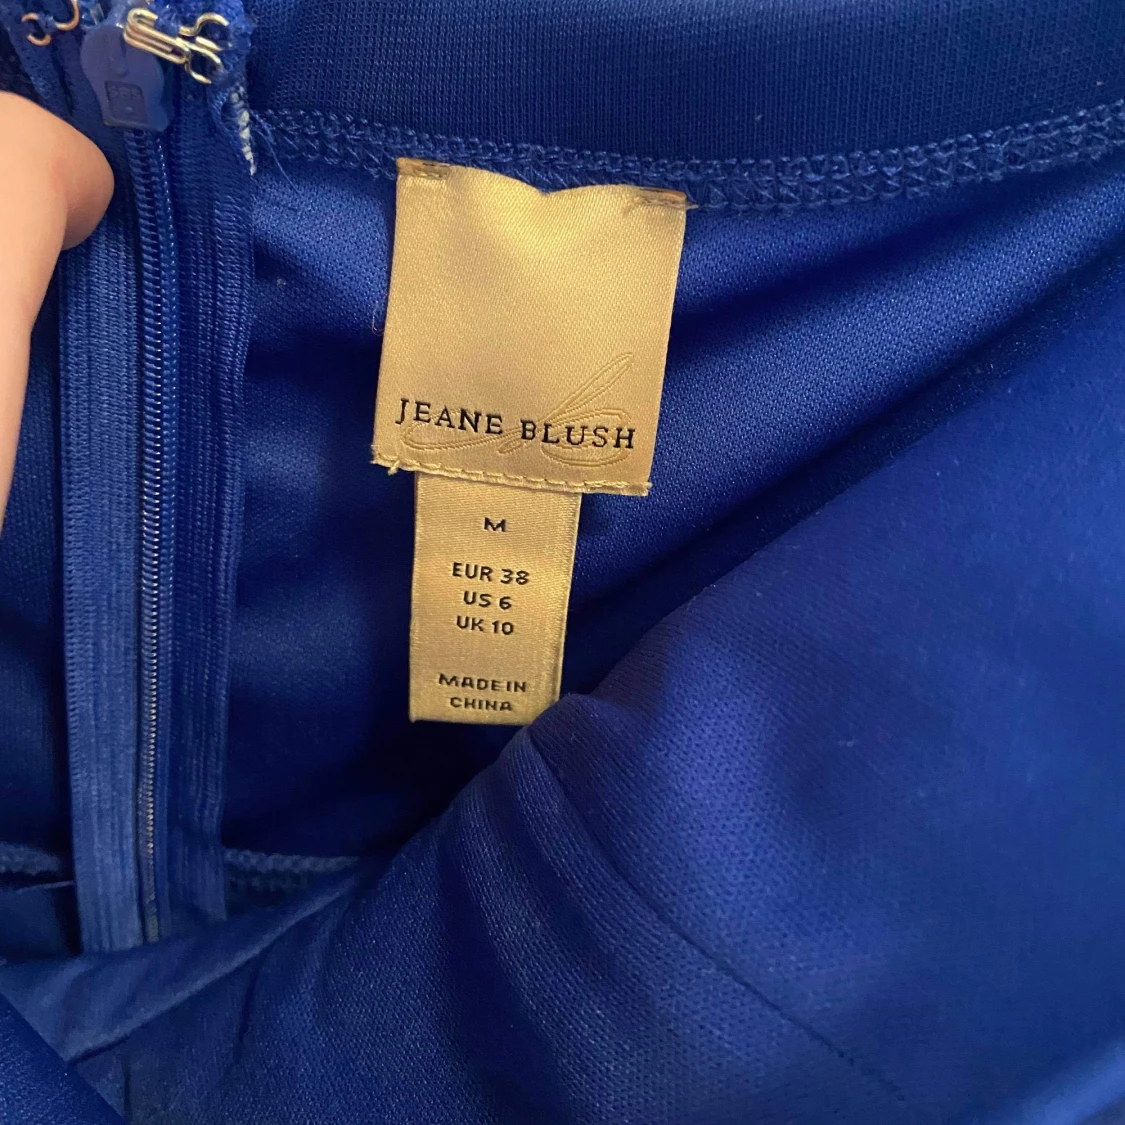 JEANE BLUSH
M
EUR 38
US 6
UK 10
MADE IN
CHINA